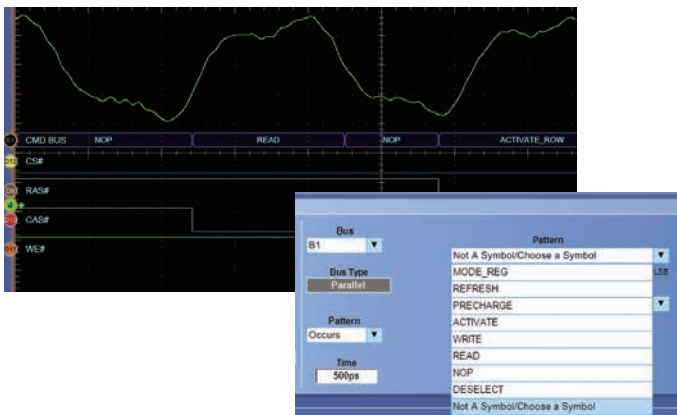 B1 CMD BUS NOP READ NOP ACTIVATE_ROW
CS#
RAS#
CAS#
WE#
Bus
B1
Bus Type
Parallel
Pattern
Occurs
Time
500ps
Pattern
Not A Symbol/Choose a Symbol
LSB
MODE_REG
REFRESH
PRECHARGE
ACTIVATE
WRITE
READ
NOP
DESELECT
Not A Symbol/Choose a Symbol